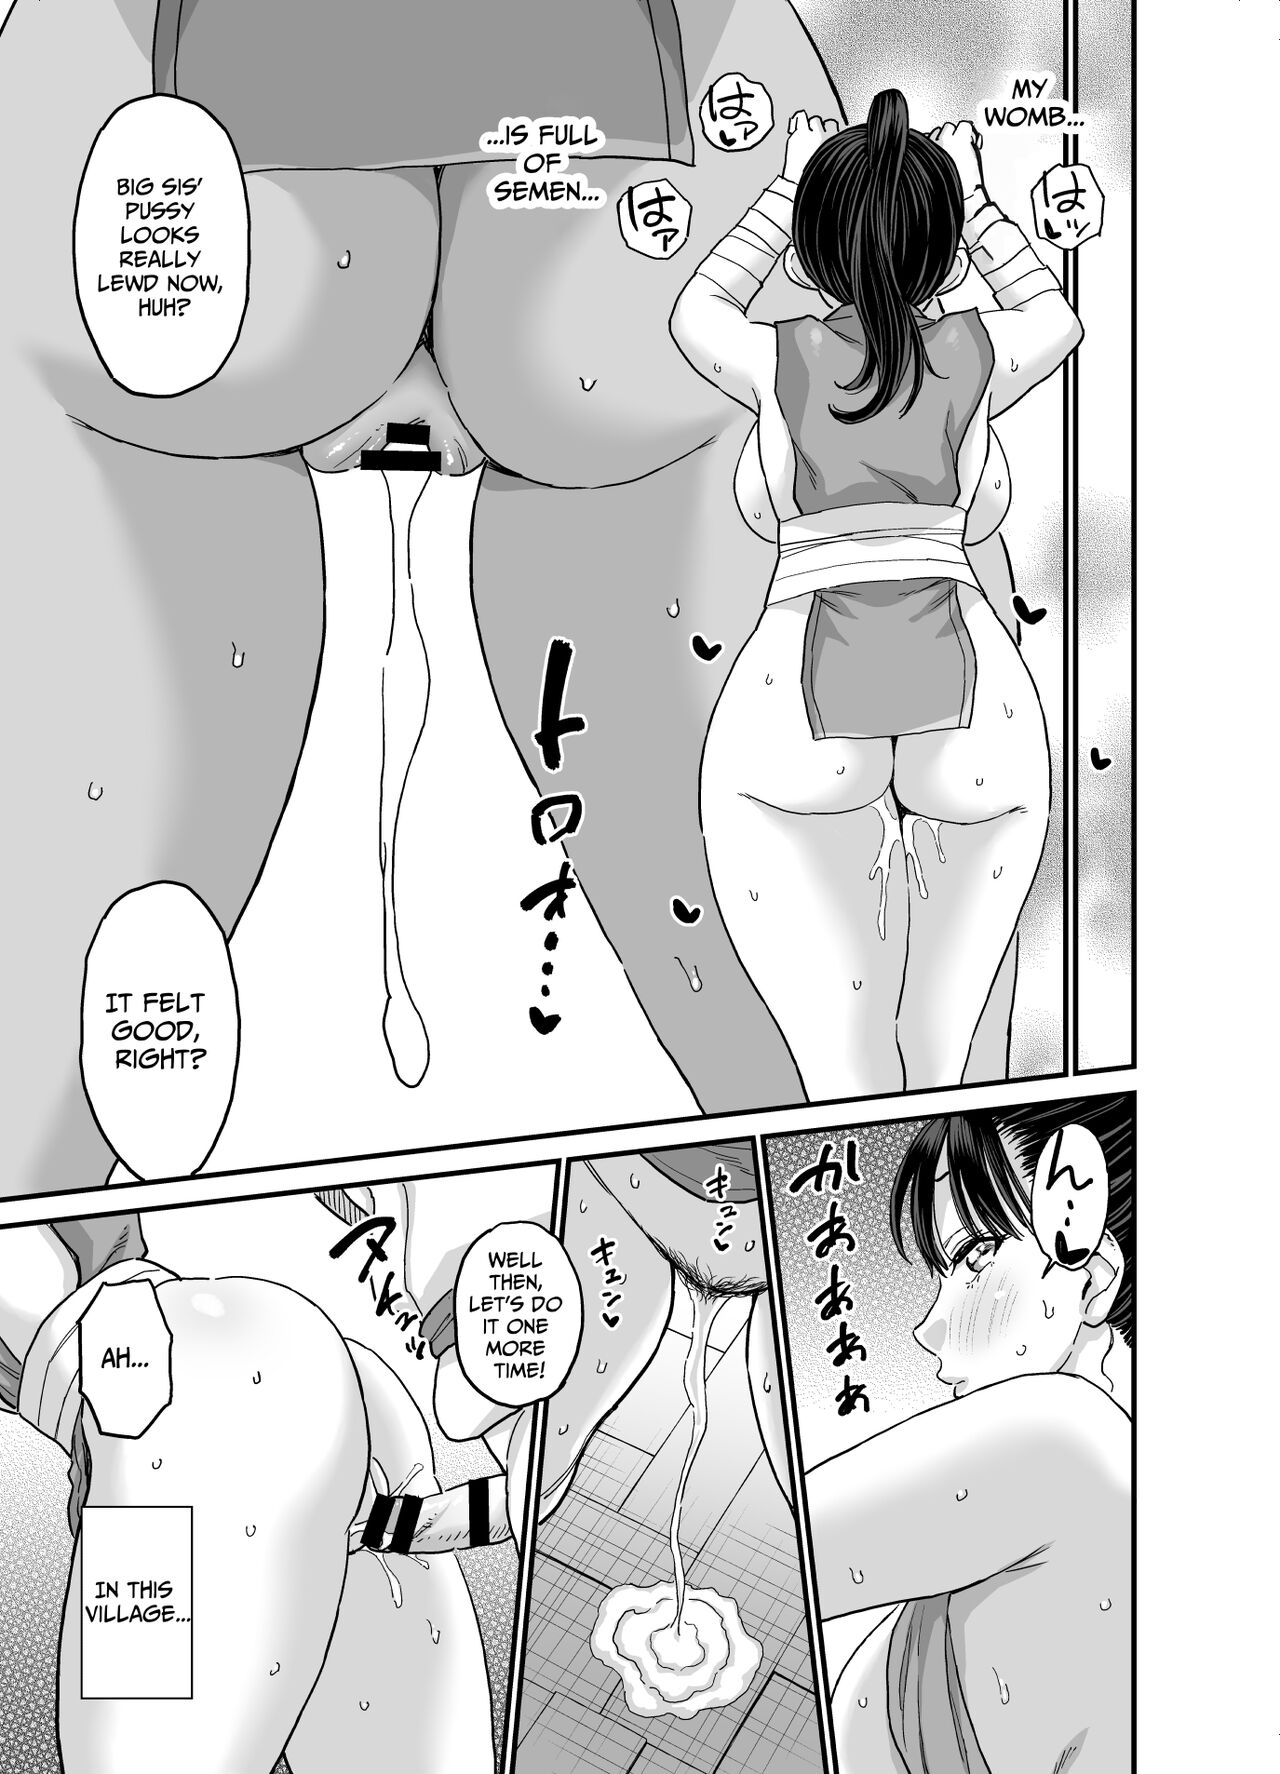 MY
WOMB...
はッ
はァ
はァ
...IS FULL
OF
SEMEN...
BIG SIS'
PUSSY
LOOKS
REALLY
LEWD NOW,
HUH?
トロォ…
IT FELT
GOOD,
RIGHT?
ん…
かぁぁぁぁ
キュン
キュン
WELL
THEN,
LET'S DO
IT ONE
MORE
TIME!
AH...
IN THIS
VILLAGE...